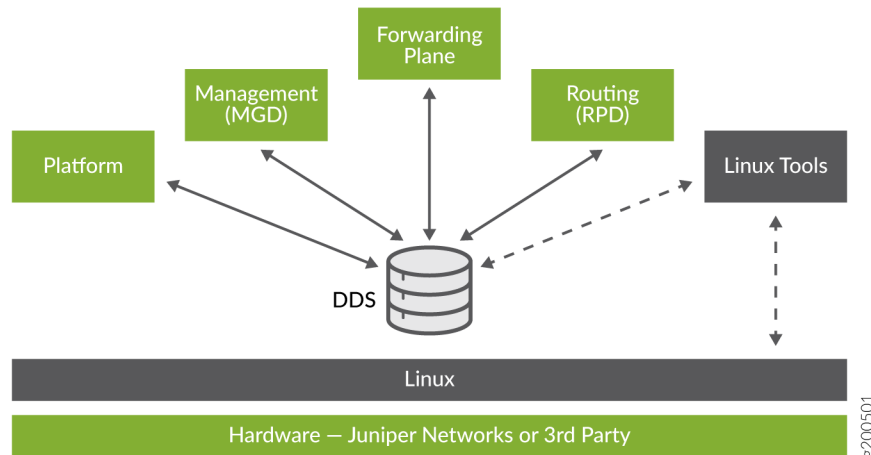 Forwarding
Plane
Management
(MGD)
Routing
(RPD)
Platform
Linux Tools
DDS
Linux
Hardware — Juniper Networks or 3rd Party
g200501